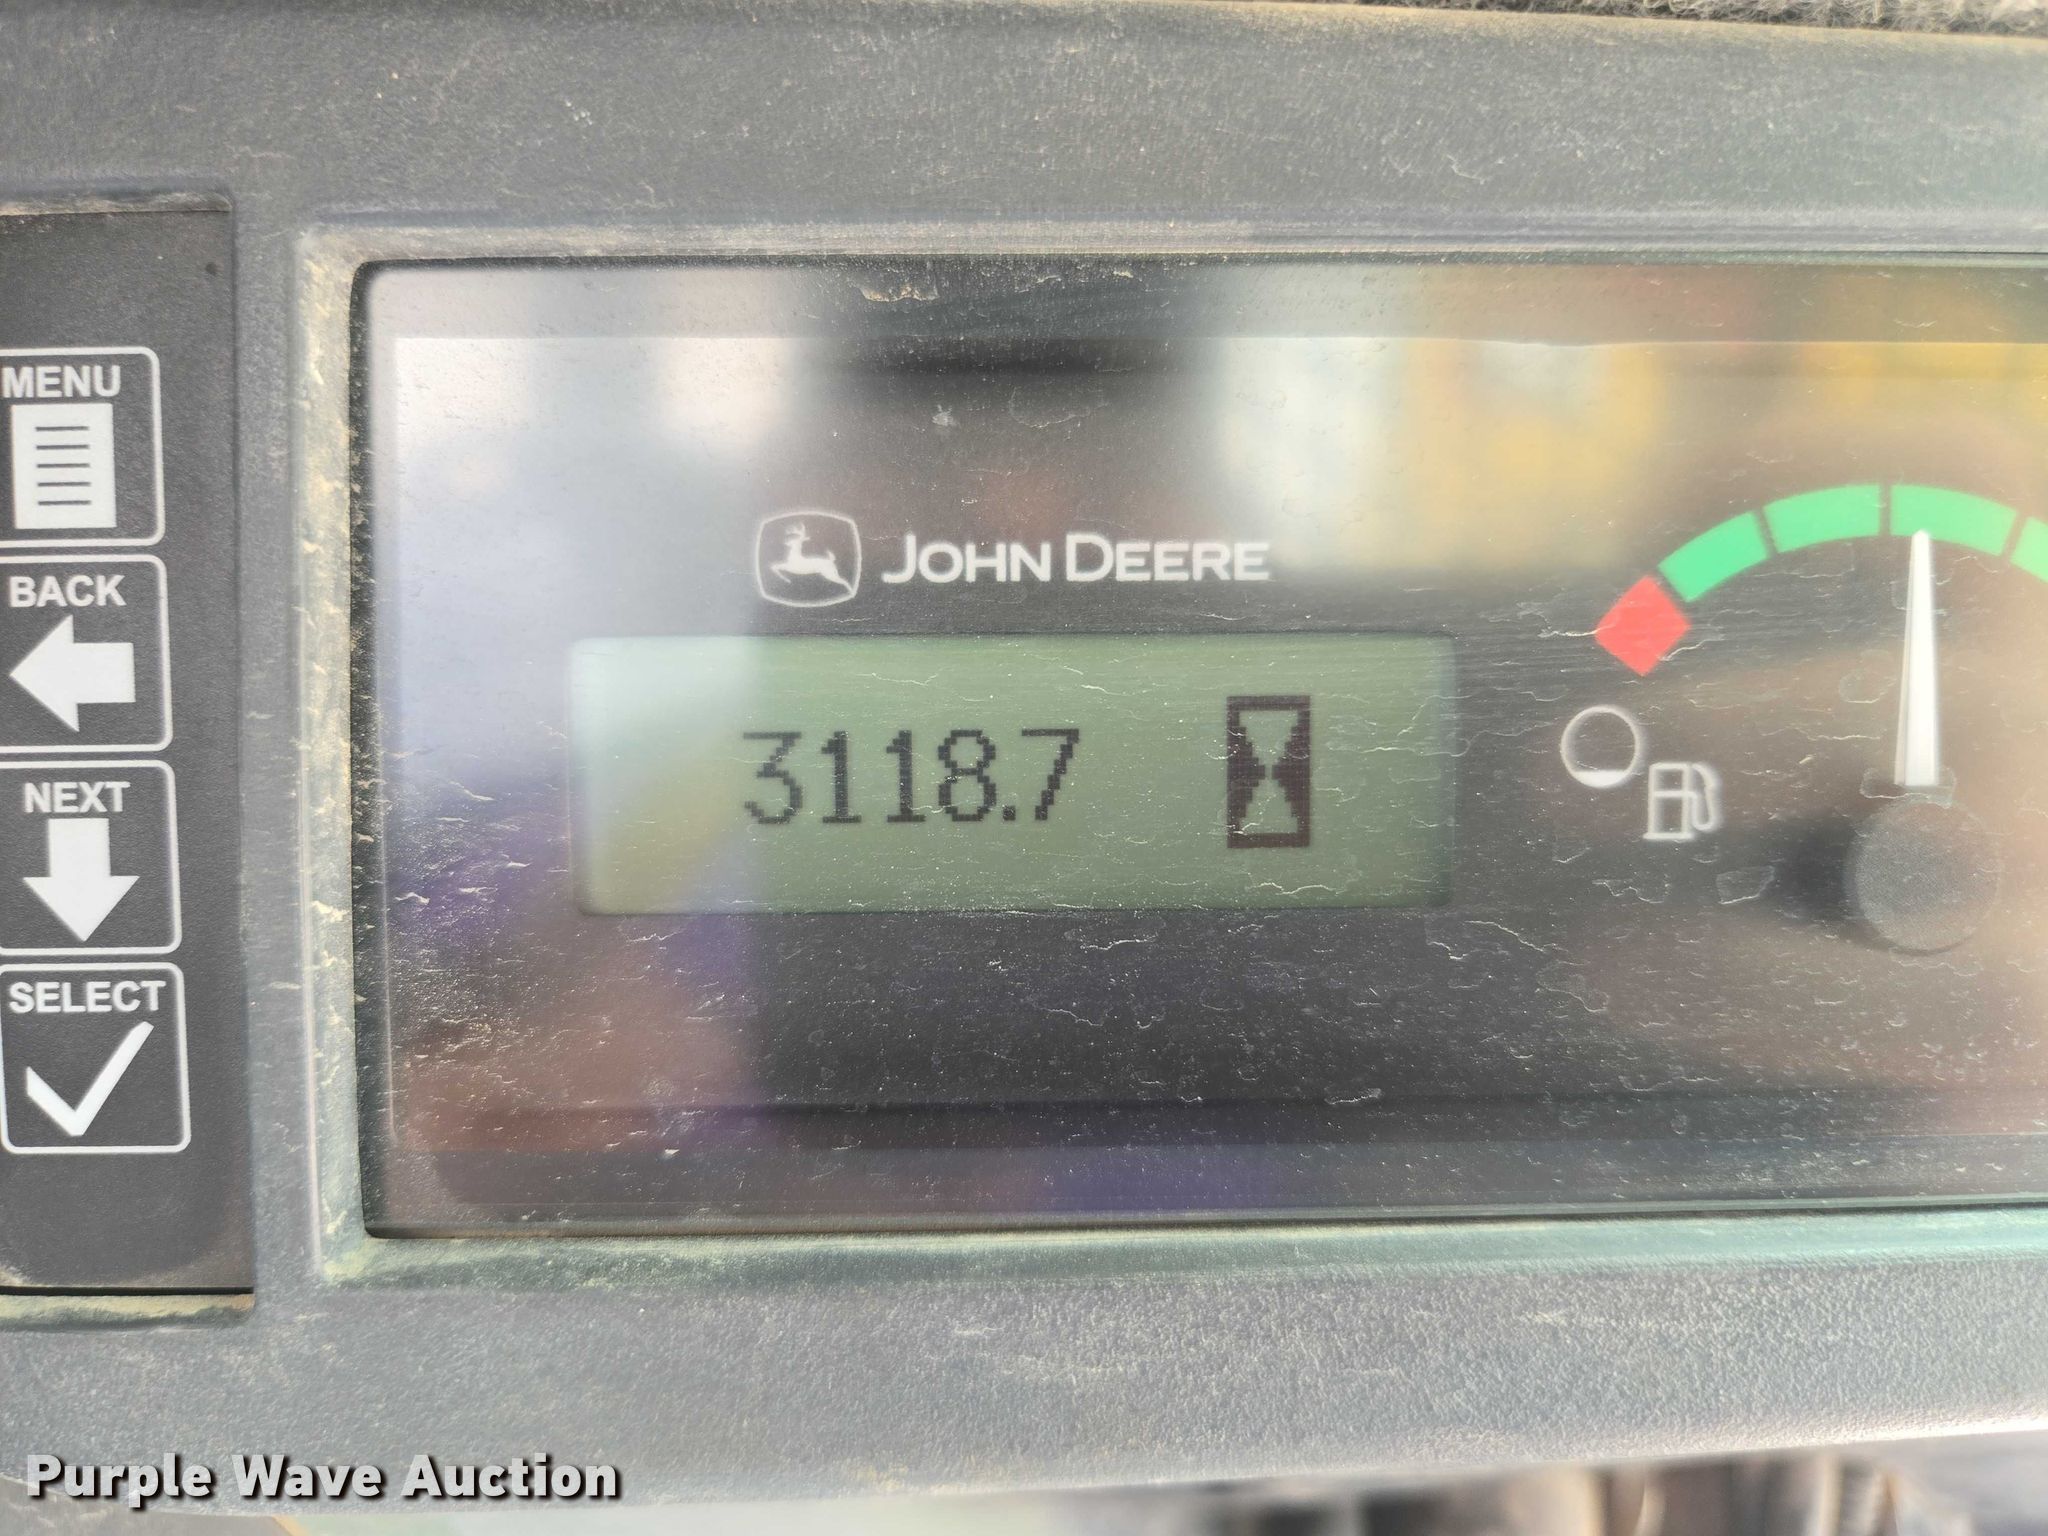 MENU
BACK
NEXT
SELECT
JOHN DEERE
3118.7
Purple Wave Auction